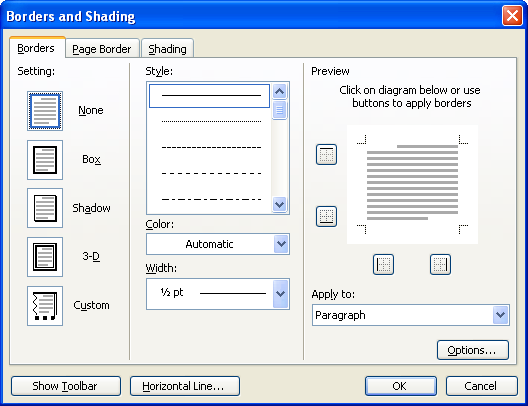 Borders and Shading
Borders
Page Border
Shading
Setting:
None
Box
Shadow
3-D
Custom
Style:
Color:
Automatic
Width:
½ pt
Preview
Click on diagram below or use
buttons to apply borders
Apply to:
Paragraph
Options...
Show Toolbar
Horizontal Line...
OK
Cancel